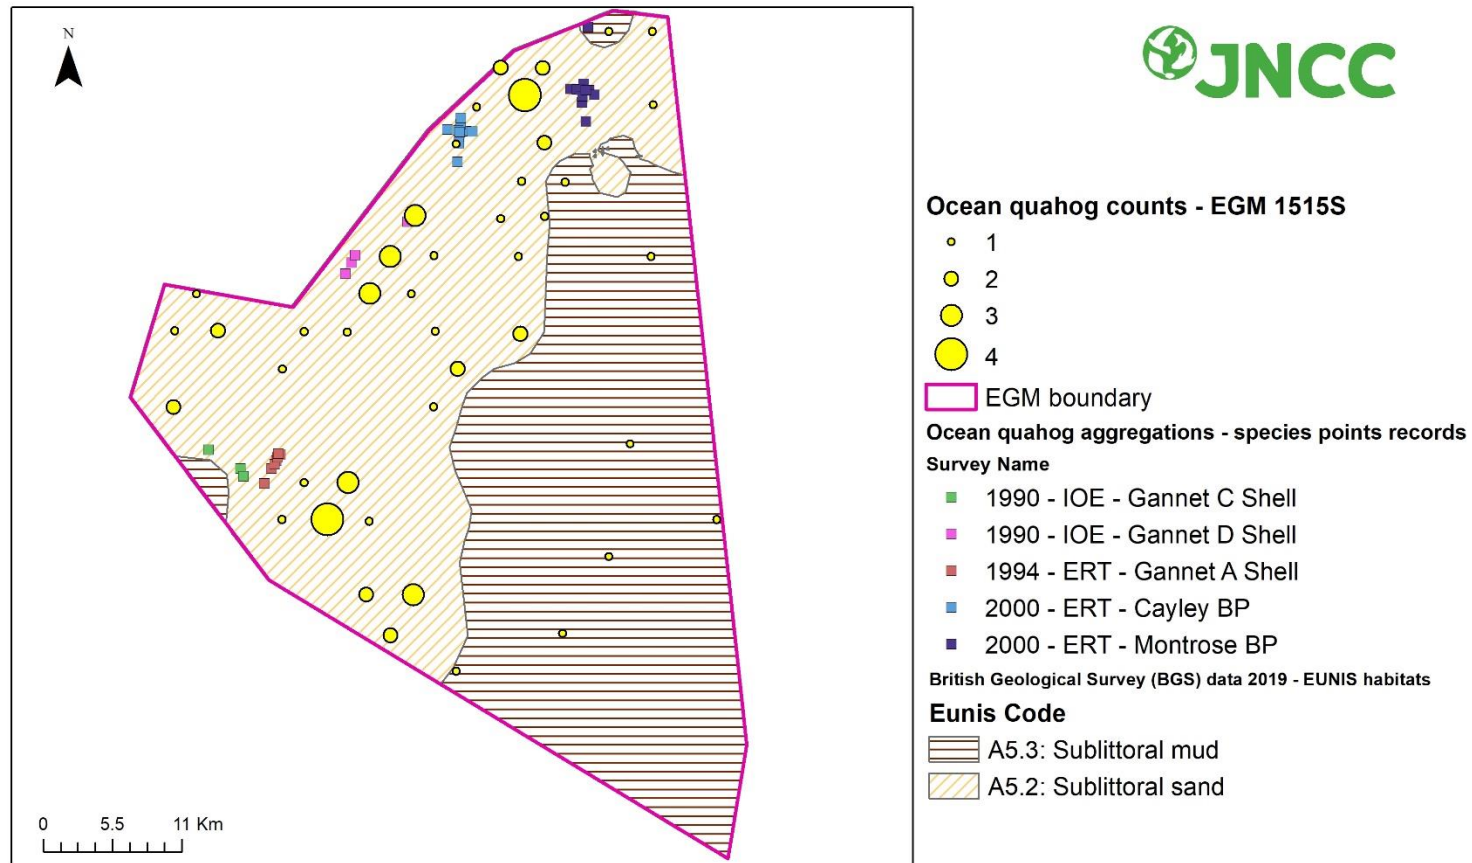 N
JNCC
Ocean quahog counts - EGM 1515S
1
2
3
4
EGM boundary
Ocean quahog aggregations - species points records
Survey Name
1990 - IOE - Gannet C Shell
1990 - IOE - Gannet D Shell
1994 - ERT - Gannet A Shell
2000 - ERT - Cayley BP
2000 - ERT - Montrose BP
British Geological Survey (BGS) data 2019 - EUNIS habitats
Eunis Code
A5.3: Sublittoral mud
A5.2: Sublittoral sand
0 5.5 11 Km